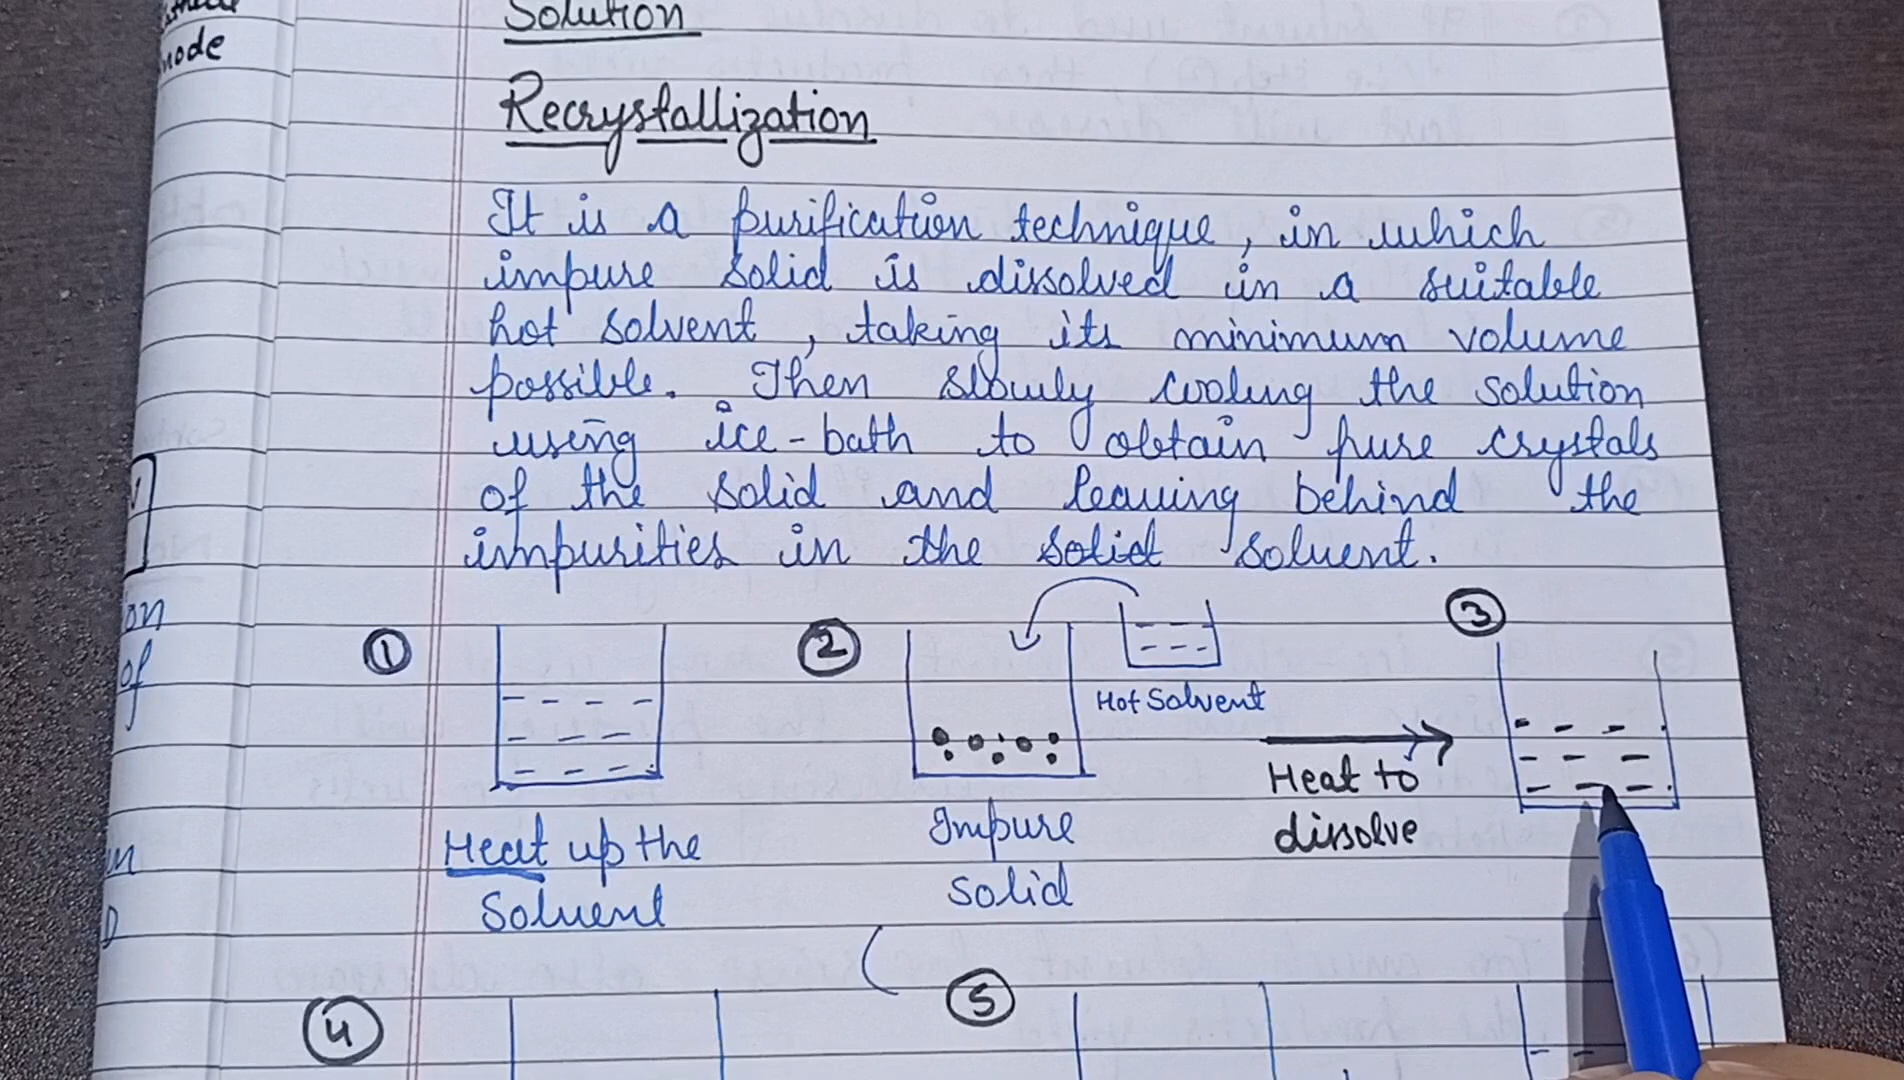 node
Solution
Recrystallization
It is a purification technique, in which
impure solid is dissolved in a suitable
hot solvent, taking its minimum volume
possible. Then slowly cooling the solution
using ice-bath to obtain pure crystals
of the solid and leaving behind the
impurities in the solid solvent.
on
of
① ② ③
Hot Solvent
Heat to
dissolve
Heat up the
Solvent
Impure
Solid
④ ⑤